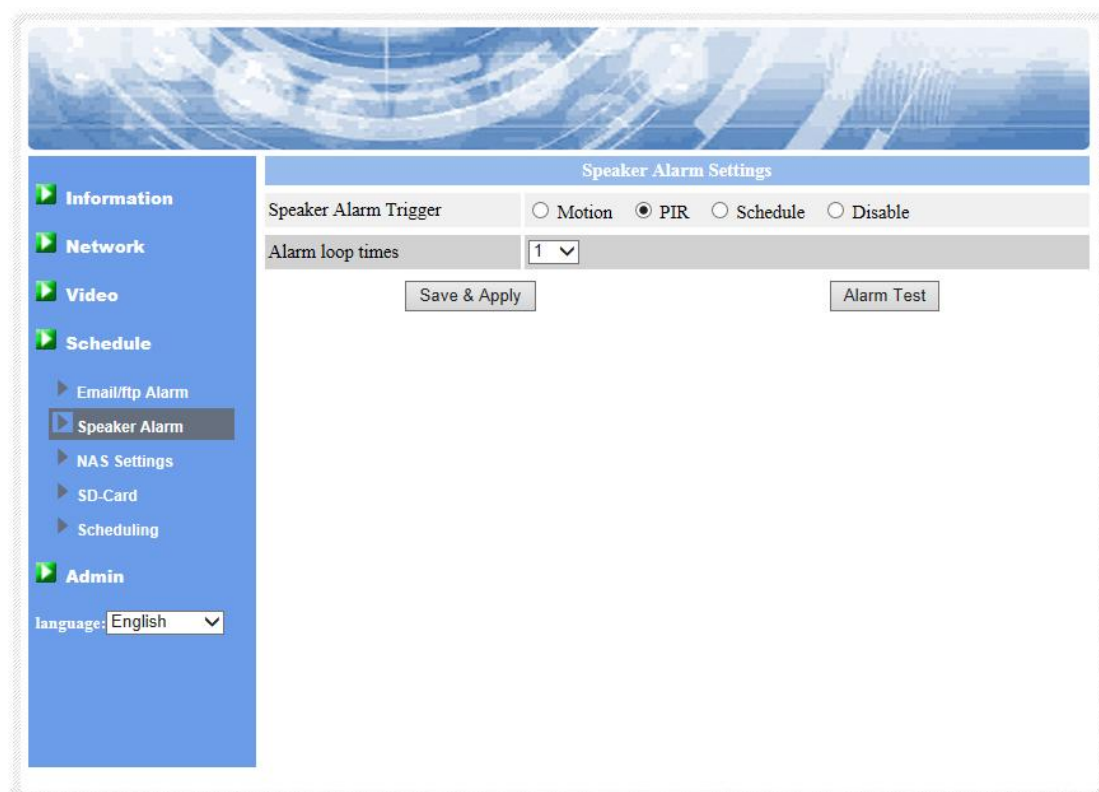 Speaker Alarm Settings
Information
Network
Video
Schedule
Email/ftp Alarm
Speaker Alarm
NAS Settings
SD-Card
Scheduling
Admin
language: English
Speaker Alarm Trigger Motion PIR Schedule Disable
Alarm loop times 1
Save & Apply Alarm Test